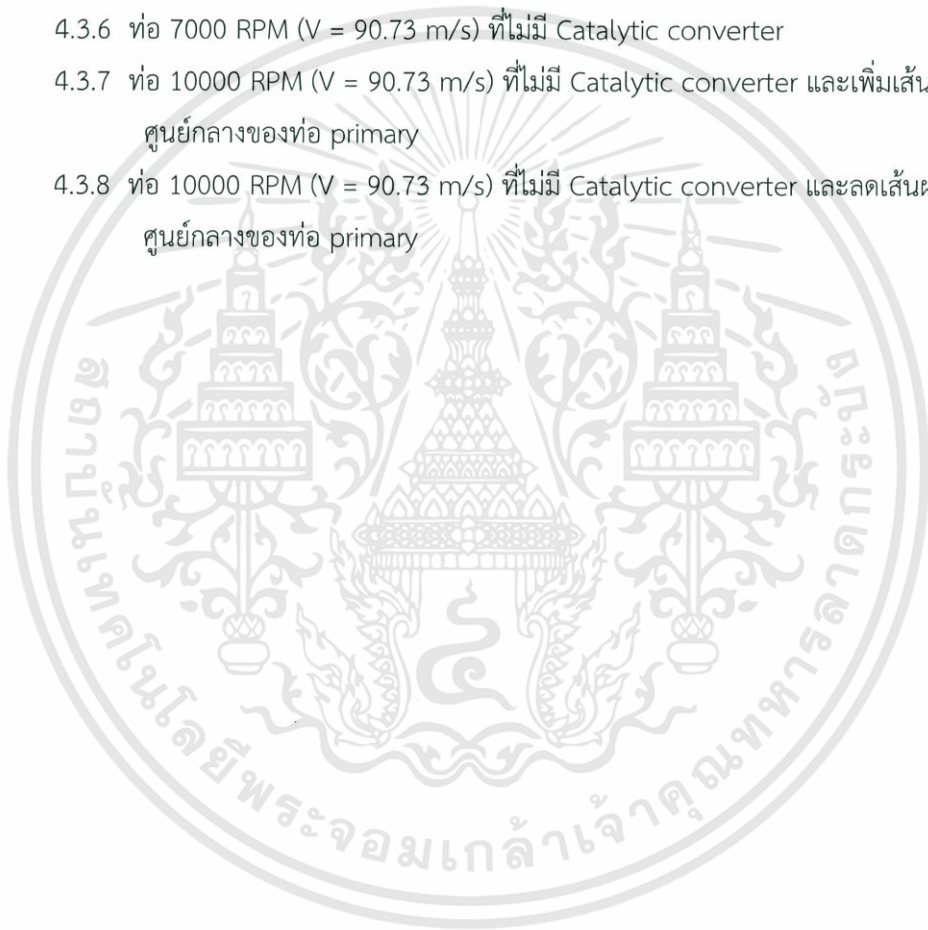 4.3.6 ท่อ 7000 RPM (V = 90.73 m/s) ที่ไม่มี Catalytic converter
4.3.7 ท่อ 10000 RPM (V = 90.73 m/s) ที่ไม่มี Catalytic converter และเพิ่มเส้น
ศูนย์กลางของท่อ primary
4.3.8 ท่อ 10000 RPM (V = 90.73 m/s) ที่ไม่มี Catalytic converter และลดเส้นผ
ศูนย์กลางของท่อ primary
สถาบันเทคโนโลยีพระจอมเกล้าเจ้าคุณทหารลาดกระบัง